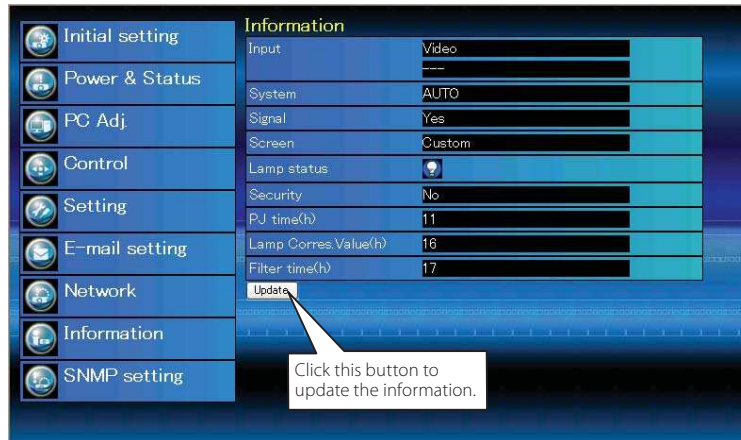 Initial setting
Power & Status
PC Adj.
Control
Setting
E-mail setting
Network
Information
SNMP setting
Information
Input Video
---
System AUTO
Signal Yes
Screen Custom
Lamp status
Security No
PJ time(h) 11
Lamp Corres.Value(h) 16
Filter time(h) 17
Update
Click this button to
update the information.